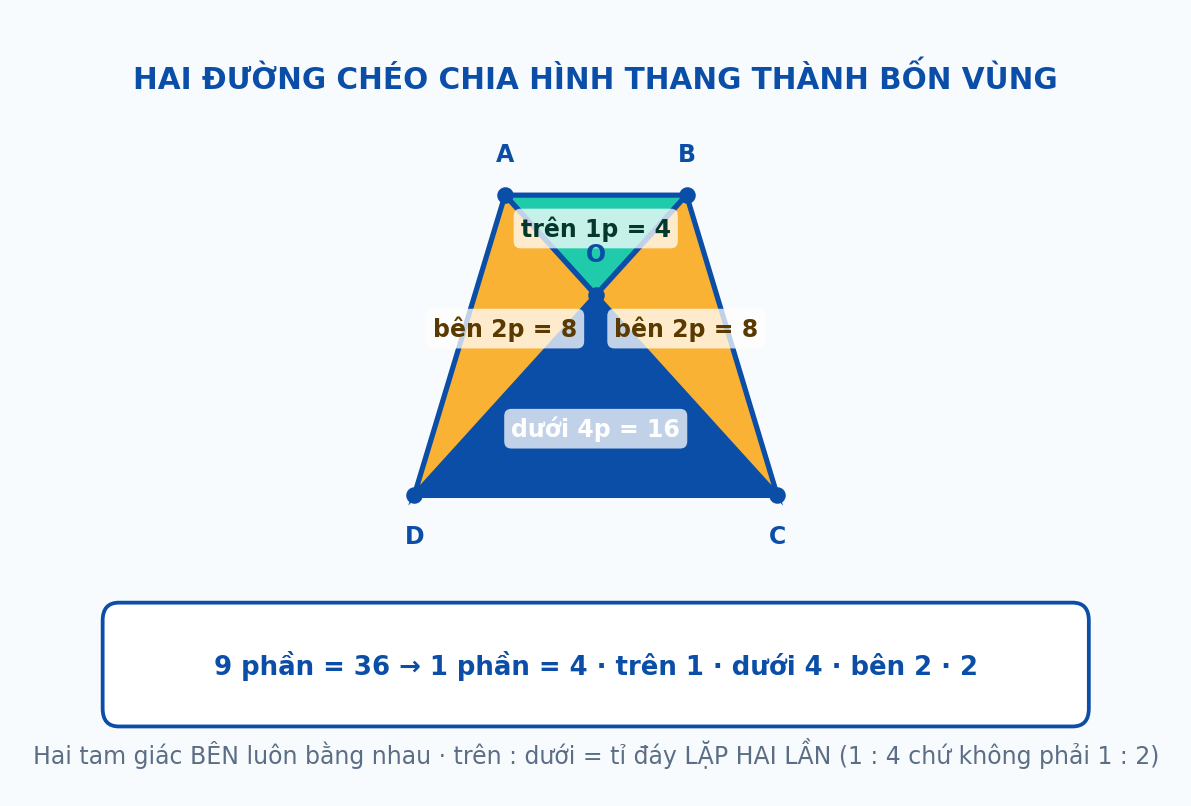 HAI ĐƯỜNG CHÉO CHIA HÌNH THANG THÀNH BỐN VÙNG
A B
trên 1p = 4
O
bên 2p = 8 bên 2p = 8
dưới 4p = 16
D C
9 phần = 36 → 1 phần = 4 · trên 1 · dưới 4 · bên 2 · 2
Hai tam giác BÊN luôn bằng nhau · trên : dưới = tỉ đáy LẶP HAI LẦN (1 : 4 chứ không phải 1 : 2)